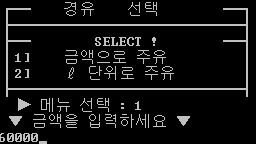 경유 선택
SELECT !
1] 금액으로 주유
2] ℓ 단위로 주유
▶ 메뉴 선택 : 1
▼ 금액을 입력하세요 ▼
60000_